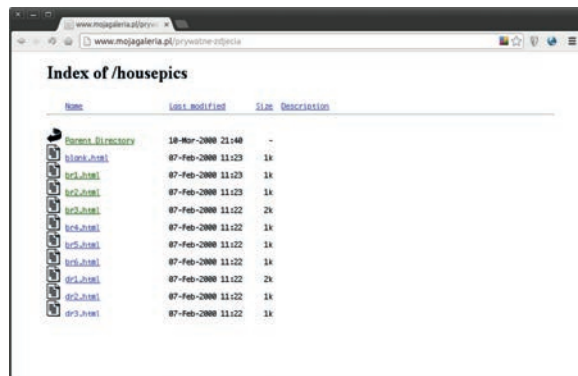 www.mojagaleria.pl/pryw
www.mojagaleria.pl/prywatne-zdjecia
Index of /housepics
Name Last modified Size Description
Parent Directory 10-Mar-2000 21:40 -
blank.html 07-Feb-2000 11:23 1k
br1.html 07-Feb-2000 11:23 1k
br2.html 07-Feb-2000 11:23 1k
br3.html 07-Feb-2000 11:22 2k
br4.html 07-Feb-2000 11:22 1k
br5.html 07-Feb-2000 11:22 1k
br6.html 07-Feb-2000 11:22 1k
dr1.html 07-Feb-2000 11:22 2k
dr2.html 07-Feb-2000 11:22 1k
dr3.html 07-Feb-2000 11:22 1k